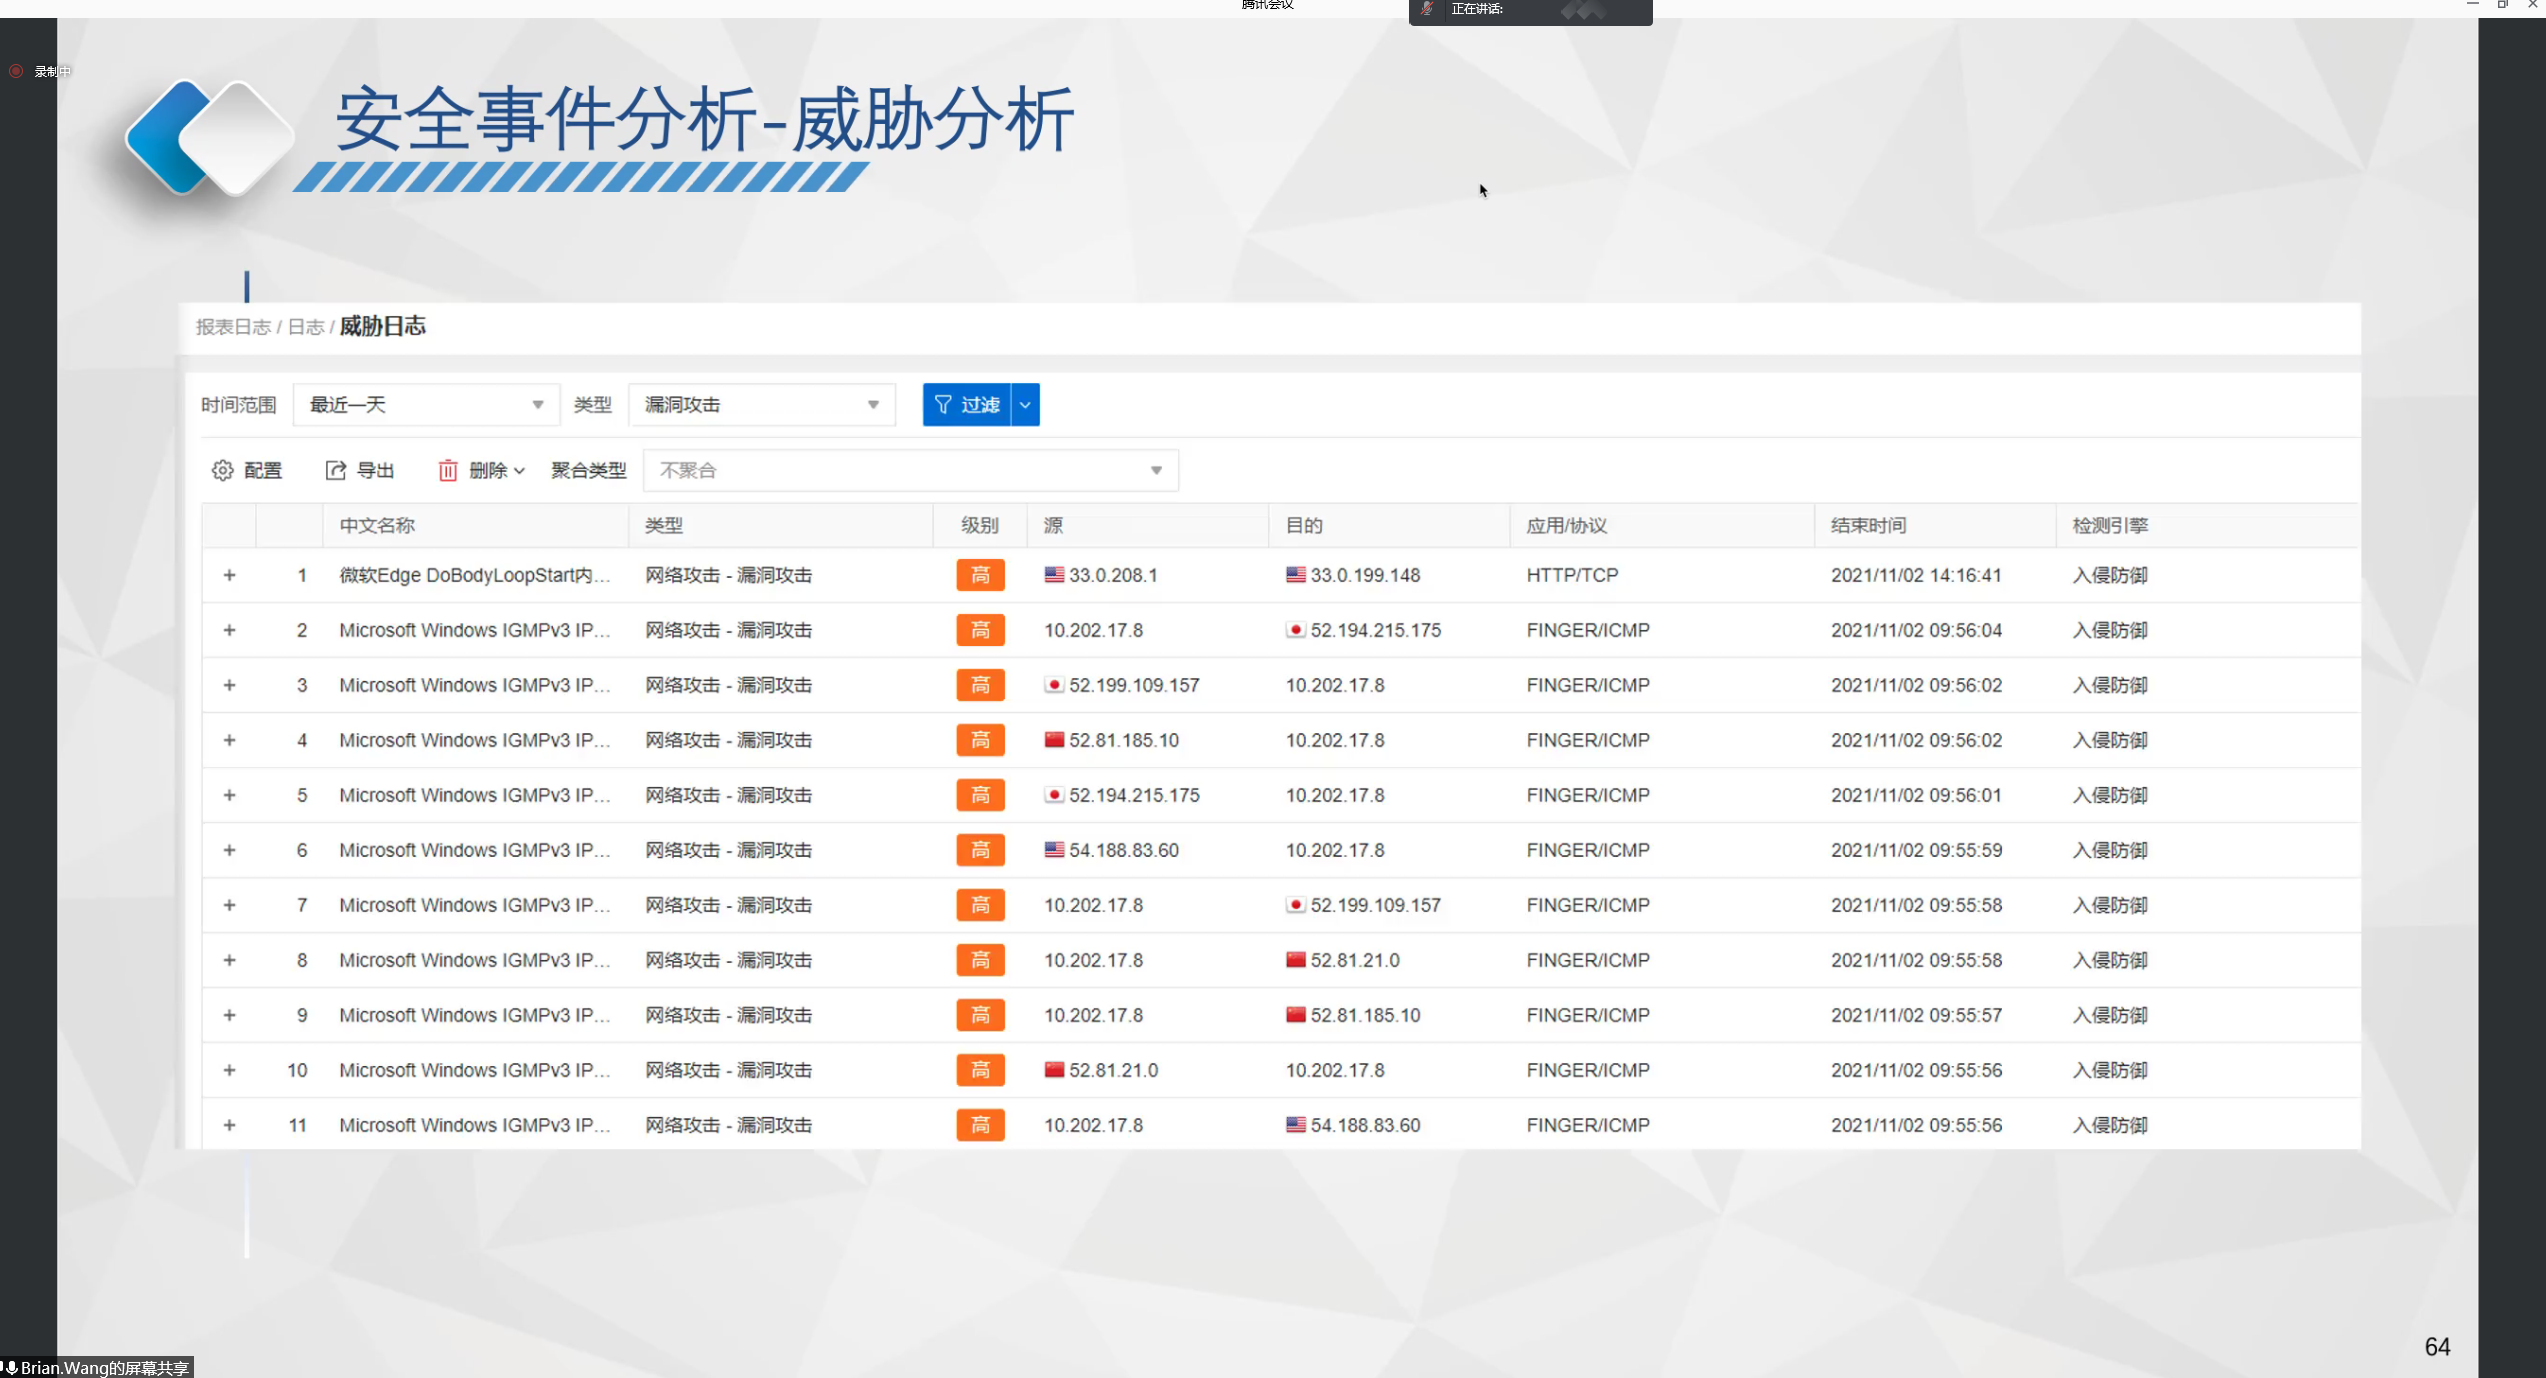 腾讯会议
正在讲话:
录制中
安全事件分析-威胁分析
报表日志 / 日志 / 威胁日志
时间范围 最近一天 类型 漏洞攻击 过滤
配置 导出 删除 聚合类型 不聚合
中文名称 类型 级别 源 目的 应用/协议 结束时间 检测引擎
+ 1 微软Edge DoBodyLoopStart内... 网络攻击 - 漏洞攻击 高 33.0.208.1 33.0.199.148 HTTP/TCP 2021/11/02 14:16:41 入侵防御
+ 2 Microsoft Windows IGMPv3 IP... 网络攻击 - 漏洞攻击 高 10.202.17.8 52.194.215.175 FINGER/ICMP 2021/11/02 09:56:04 入侵防御
+ 3 Microsoft Windows IGMPv3 IP... 网络攻击 - 漏洞攻击 高 52.199.109.157 10.202.17.8 FINGER/ICMP 2021/11/02 09:56:02 入侵防御
+ 4 Microsoft Windows IGMPv3 IP... 网络攻击 - 漏洞攻击 高 52.81.185.10 10.202.17.8 FINGER/ICMP 2021/11/02 09:56:02 入侵防御
+ 5 Microsoft Windows IGMPv3 IP... 网络攻击 - 漏洞攻击 高 52.194.215.175 10.202.17.8 FINGER/ICMP 2021/11/02 09:56:01 入侵防御
+ 6 Microsoft Windows IGMPv3 IP... 网络攻击 - 漏洞攻击 高 54.188.83.60 10.202.17.8 FINGER/ICMP 2021/11/02 09:55:59 入侵防御
+ 7 Microsoft Windows IGMPv3 IP... 网络攻击 - 漏洞攻击 高 10.202.17.8 52.199.109.157 FINGER/ICMP 2021/11/02 09:55:58 入侵防御
+ 8 Microsoft Windows IGMPv3 IP... 网络攻击 - 漏洞攻击 高 10.202.17.8 52.81.21.0 FINGER/ICMP 2021/11/02 09:55:58 入侵防御
+ 9 Microsoft Windows IGMPv3 IP... 网络攻击 - 漏洞攻击 高 10.202.17.8 52.81.185.10 FINGER/ICMP 2021/11/02 09:55:57 入侵防御
+ 10 Microsoft Windows IGMPv3 IP... 网络攻击 - 漏洞攻击 高 52.81.21.0 10.202.17.8 FINGER/ICMP 2021/11/02 09:55:56 入侵防御
+ 11 Microsoft Windows IGMPv3 IP... 网络攻击 - 漏洞攻击 高 10.202.17.8 54.188.83.60 FINGER/ICMP 2021/11/02 09:55:56 入侵防御
64
Brian.Wang的屏幕共享